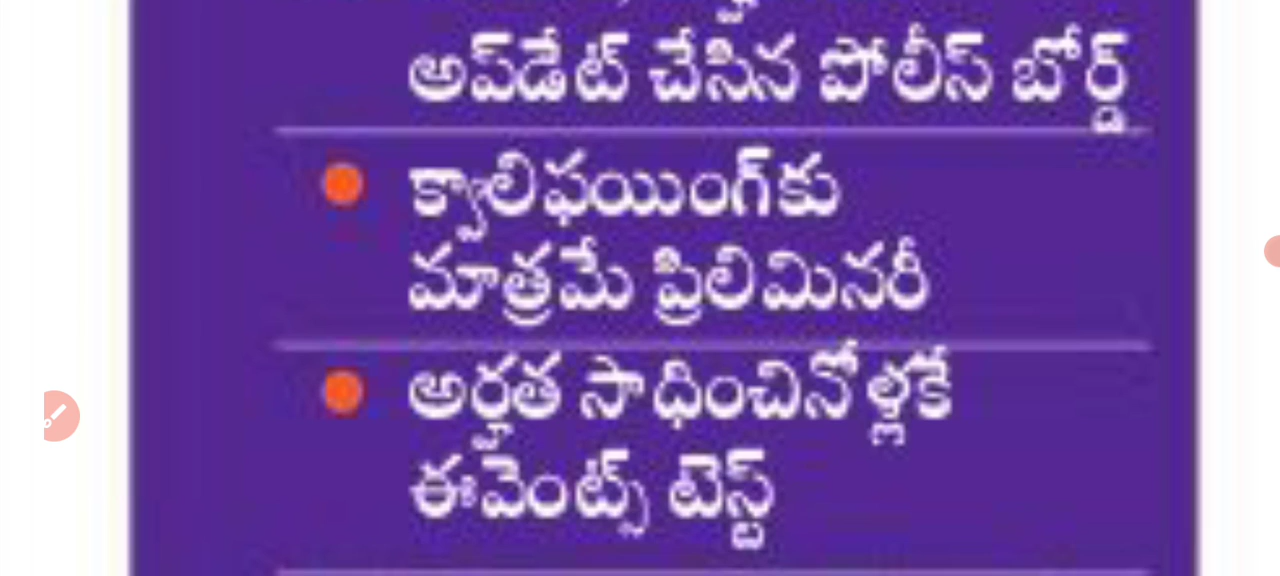 అప్‌డేట్ చేసిన పోలీస్ బోర్డ్
క్వాలిఫయింగ్‌కు
మాత్రమే ప్రిలిమినరీ
అర్హత సాధించినోళ్లకే
ఈవెంట్స్ టెస్ట్